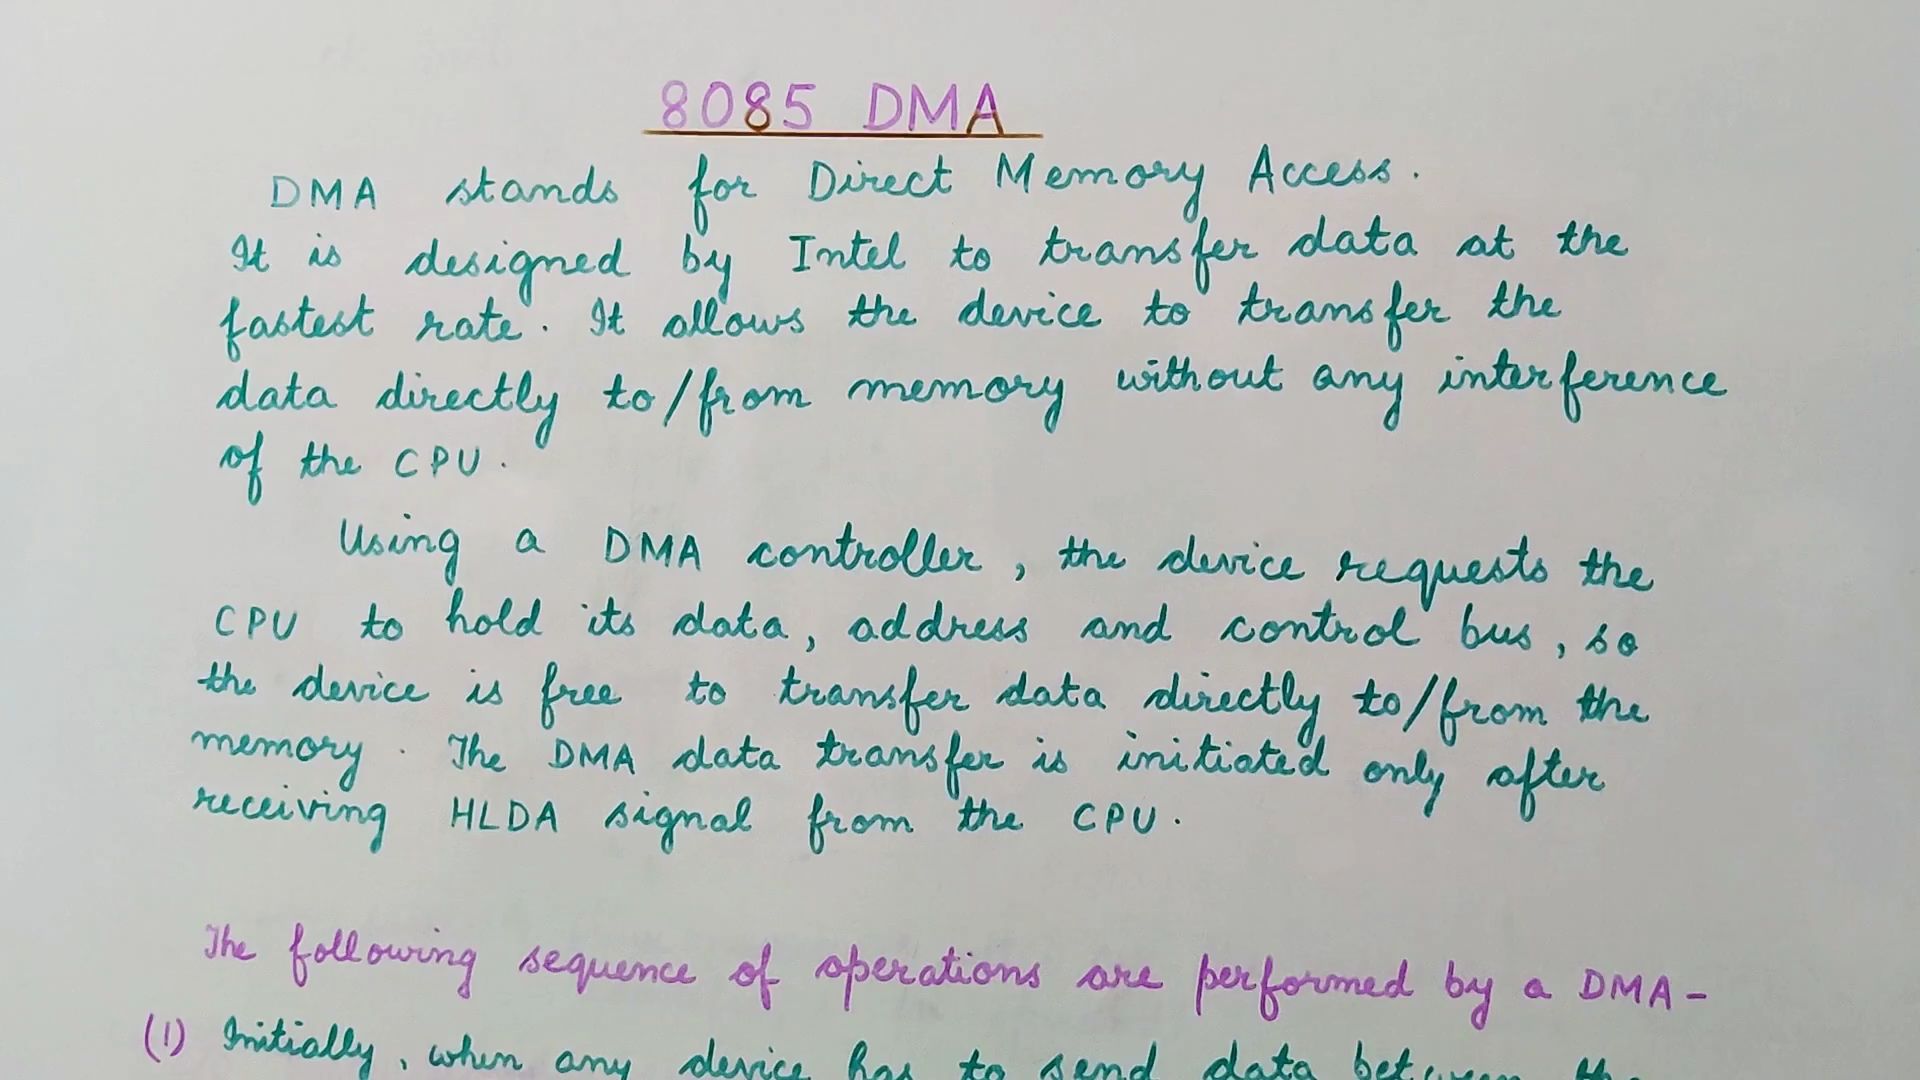 8085 DMA
DMA stands for Direct Memory Access.
It is designed by Intel to transfer data at the
fastest rate. It allows the device to transfer the
data directly to/from memory without any interference
of the CPU.
Using a DMA controller, the device requests the
CPU to hold its data, address and control bus, so
the device is free to transfer data directly to/from the
memory. The DMA data transfer is initiated only after
receiving HLDA signal from the CPU.
The following sequence of operations are performed by a DMA-
(1) Initially, when any device has to send data between the